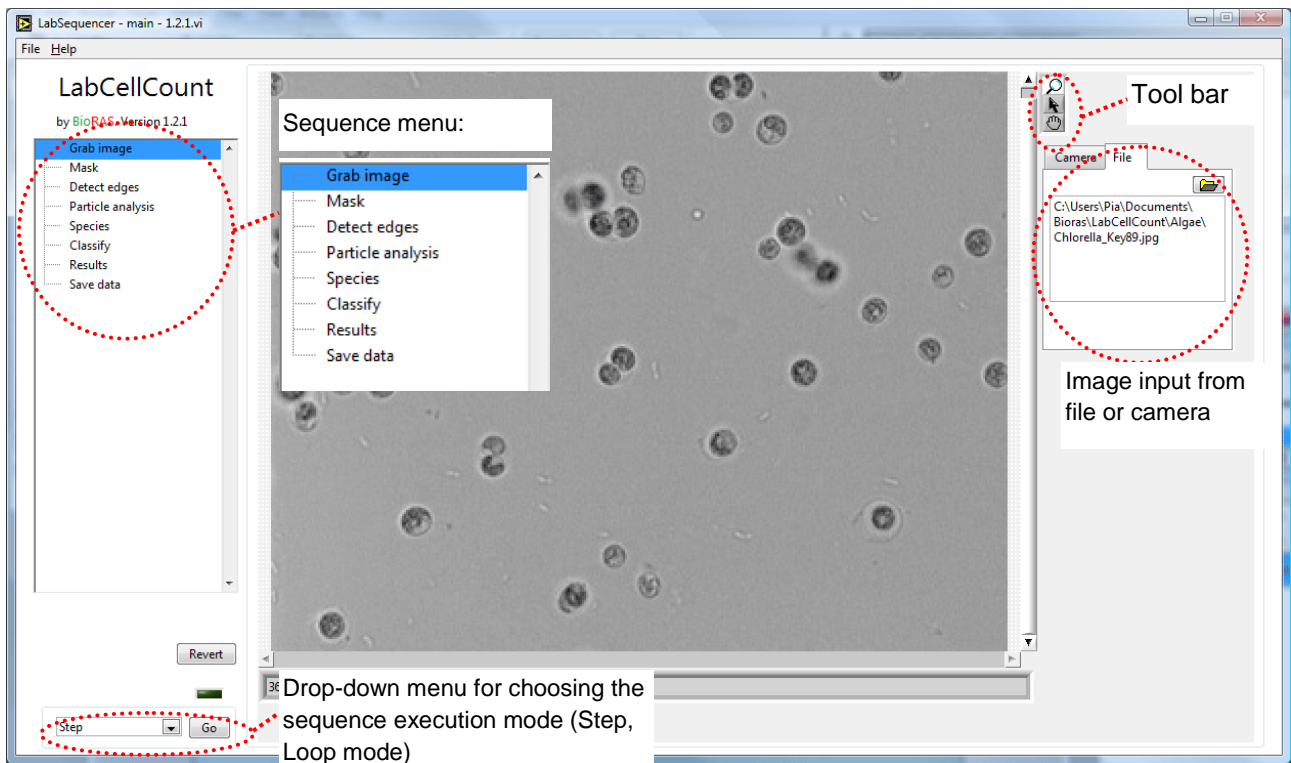 LabSequencer - main - 1.2.1.vi
File Help
LabCellCount
by BioRAS Version 1.2.1
Grab image
Mask
Detect edges
Particle analysis
Species
Classify
Results
Save data
Revert
Step
Go
Sequence menu:
Grab image
Mask
Detect edges
Particle analysis
Species
Classify
Results
Save data
Drop-down menu for choosing the
sequence execution mode (Step,
Loop mode)
Tool bar
Camera File
C:\Users\Pia\Documents\
Bioras\LabCellCount\Algae\
Chlorella_Key89.jpg
Image input from
file or camera